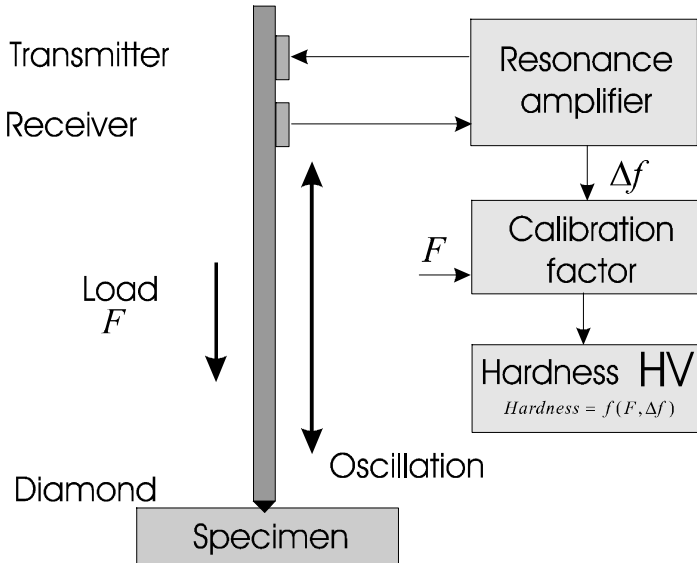 Transmitter
Receiver
Resonance
amplifier
Δf
Calibration
factor
F
Load
F
Hardness HV
Hardness = f(F,Δf)
Oscillation
Diamond
Specimen